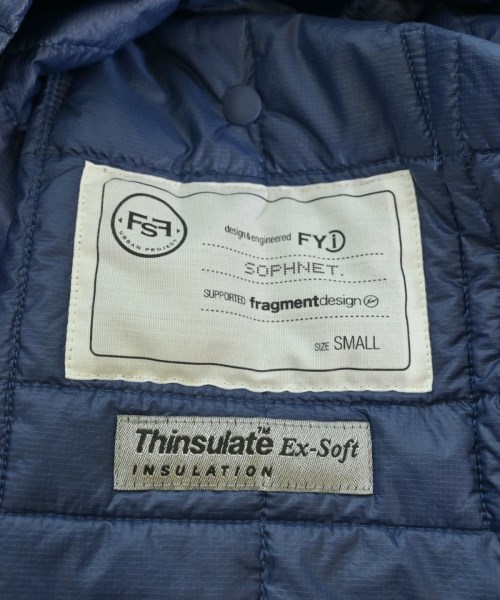 FSF
URBAN PROJECT
design&engineered FYi
SOPHNET.
SUPPORTED fragmentdesign
SIZE SMALL
Thinsulate™ Ex-Soft
INSULATION